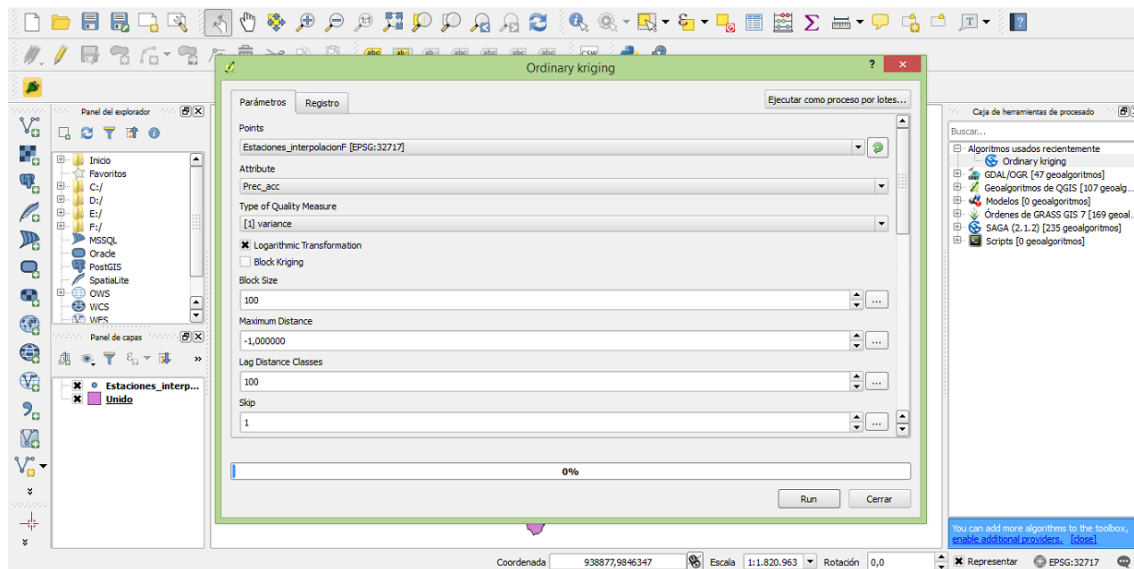 Ordinary kriging
?
Parámetros
Registro
Ejecutar como proceso por lotes...
Points
Estaciones_interpolacionF [EPSG:32717]
Attribute
Prec_acc
Type of Quality Measure
[1] variance
Logarithmic Transformation
Block Kriging
Block Size
100
...
Maximum Distance
-1,000000
...
Lag Distance Classes
100
...
Skip
1
...
0%
Run
Cerrar
Panel del explorador
Inicio
Favoritos
C:/
D:/
E:/
F:/
MSSQL
Oracle
PostGIS
SpatiaLite
OWS
WCS
WFS
Panel de capas
»
Estaciones_interp...
Unido
Caja de herramientas de procesado
Buscar...
Algoritmos usados recientemente
Ordinary kriging
GDAL/OGR [47 geoalgoritmos]
Geoalgoritmos de QGIS [107 geoalg...
Modelos [0 geoalgoritmos]
Órdenes de GRASS GIS 7 [169 geoal...
SAGA (2.1.2) [235 geoalgoritmos]
Scripts [0 geoalgoritmos]
You can add more algorithms to the toolbox,
enable additional providers. [close]
Coordenada 938877,9846347 Escala 1:1.820.963 Rotación 0,0 Representar EPSG:32717